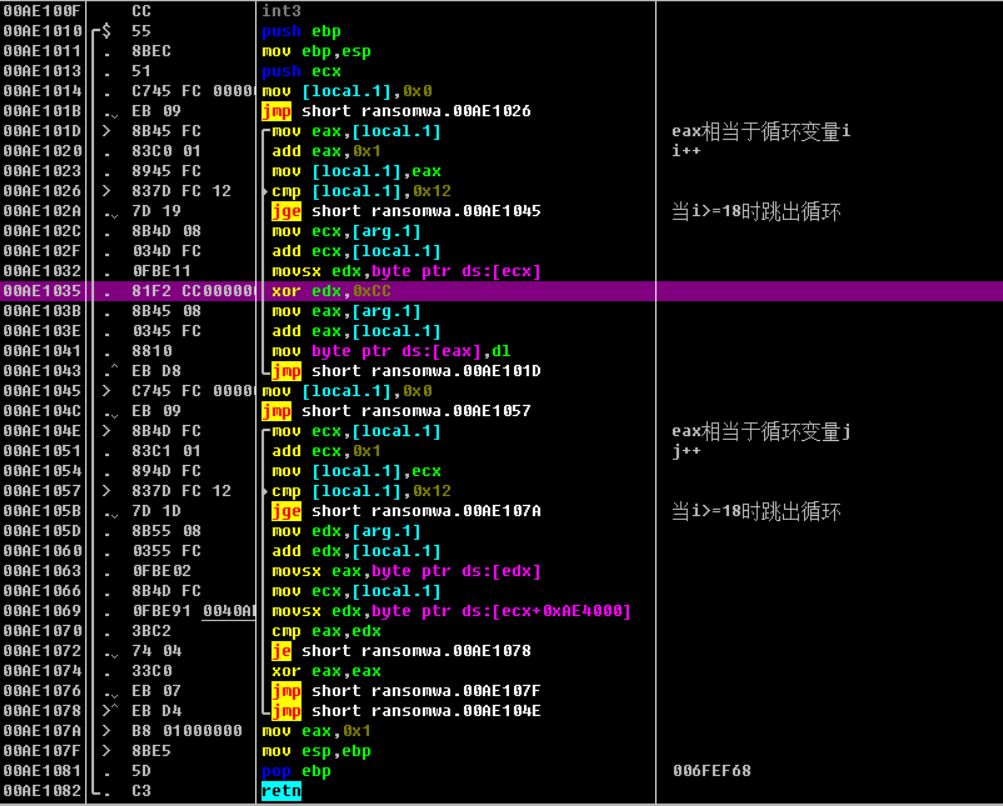 00AE100F CC int3
00AE1010 $ 55 push ebp
00AE1011 . 8BEC mov ebp,esp
00AE1013 . 51 push ecx
00AE1014 . C745 FC 0000 mov [local.1],0x0
00AE101B . EB 09 jmp short ransomwa.00AE1026
00AE101D > 8B45 FC mov eax,[local.1] eax相当于循环变量i
00AE1020 . 83C0 01 add eax,0x1 i++
00AE1023 . 8945 FC mov [local.1],eax
00AE1026 > 837D FC 12 cmp [local.1],0x12
00AE102A . 7D 19 jge short ransomwa.00AE1045 当i>=18时跳出循环
00AE102C . 8B4D 08 mov ecx,[arg.1]
00AE102F . 034D FC add ecx,[local.1]
00AE1032 . 0FBE11 movsx edx,byte ptr ds:[ecx]
00AE1035 . 81F2 CC00000 xor edx,0xCC
00AE103B . 8B45 08 mov eax,[arg.1]
00AE103E . 0345 FC add eax,[local.1]
00AE1041 . 8810 mov byte ptr ds:[eax],dl
00AE1043 .^ EB D8 jmp short ransomwa.00AE101D
00AE1045 > C745 FC 0000 mov [local.1],0x0
00AE104C . EB 09 jmp short ransomwa.00AE1057
00AE104E > 8B4D FC mov ecx,[local.1] eax相当于循环变量j
00AE1051 . 83C1 01 add ecx,0x1 j++
00AE1054 . 894D FC mov [local.1],ecx
00AE1057 > 837D FC 12 cmp [local.1],0x12
00AE105B . 7D 1D jge short ransomwa.00AE107A 当i>=18时跳出循环
00AE105D . 8B55 08 mov edx,[arg.1]
00AE1060 . 0355 FC add edx,[local.1]
00AE1063 . 0FBE02 movsx eax,byte ptr ds:[edx]
00AE1066 . 8B4D FC mov ecx,[local.1]
00AE1069 . 0FBE91 0040A movsx edx,byte ptr ds:[ecx+0xAE4000]
00AE1070 . 3BC2 cmp eax,edx
00AE1072 . 74 04 je short ransomwa.00AE1078
00AE1074 . 33C0 xor eax,eax
00AE1076 . EB 07 jmp short ransomwa.00AE107F
00AE1078 >^ EB D4 jmp short ransomwa.00AE104E
00AE107A > B8 01000000 mov eax,0x1
00AE107F > 8BE5 mov esp,ebp
00AE1081 . 5D pop ebp 006FEF68
00AE1082 . C3 retn